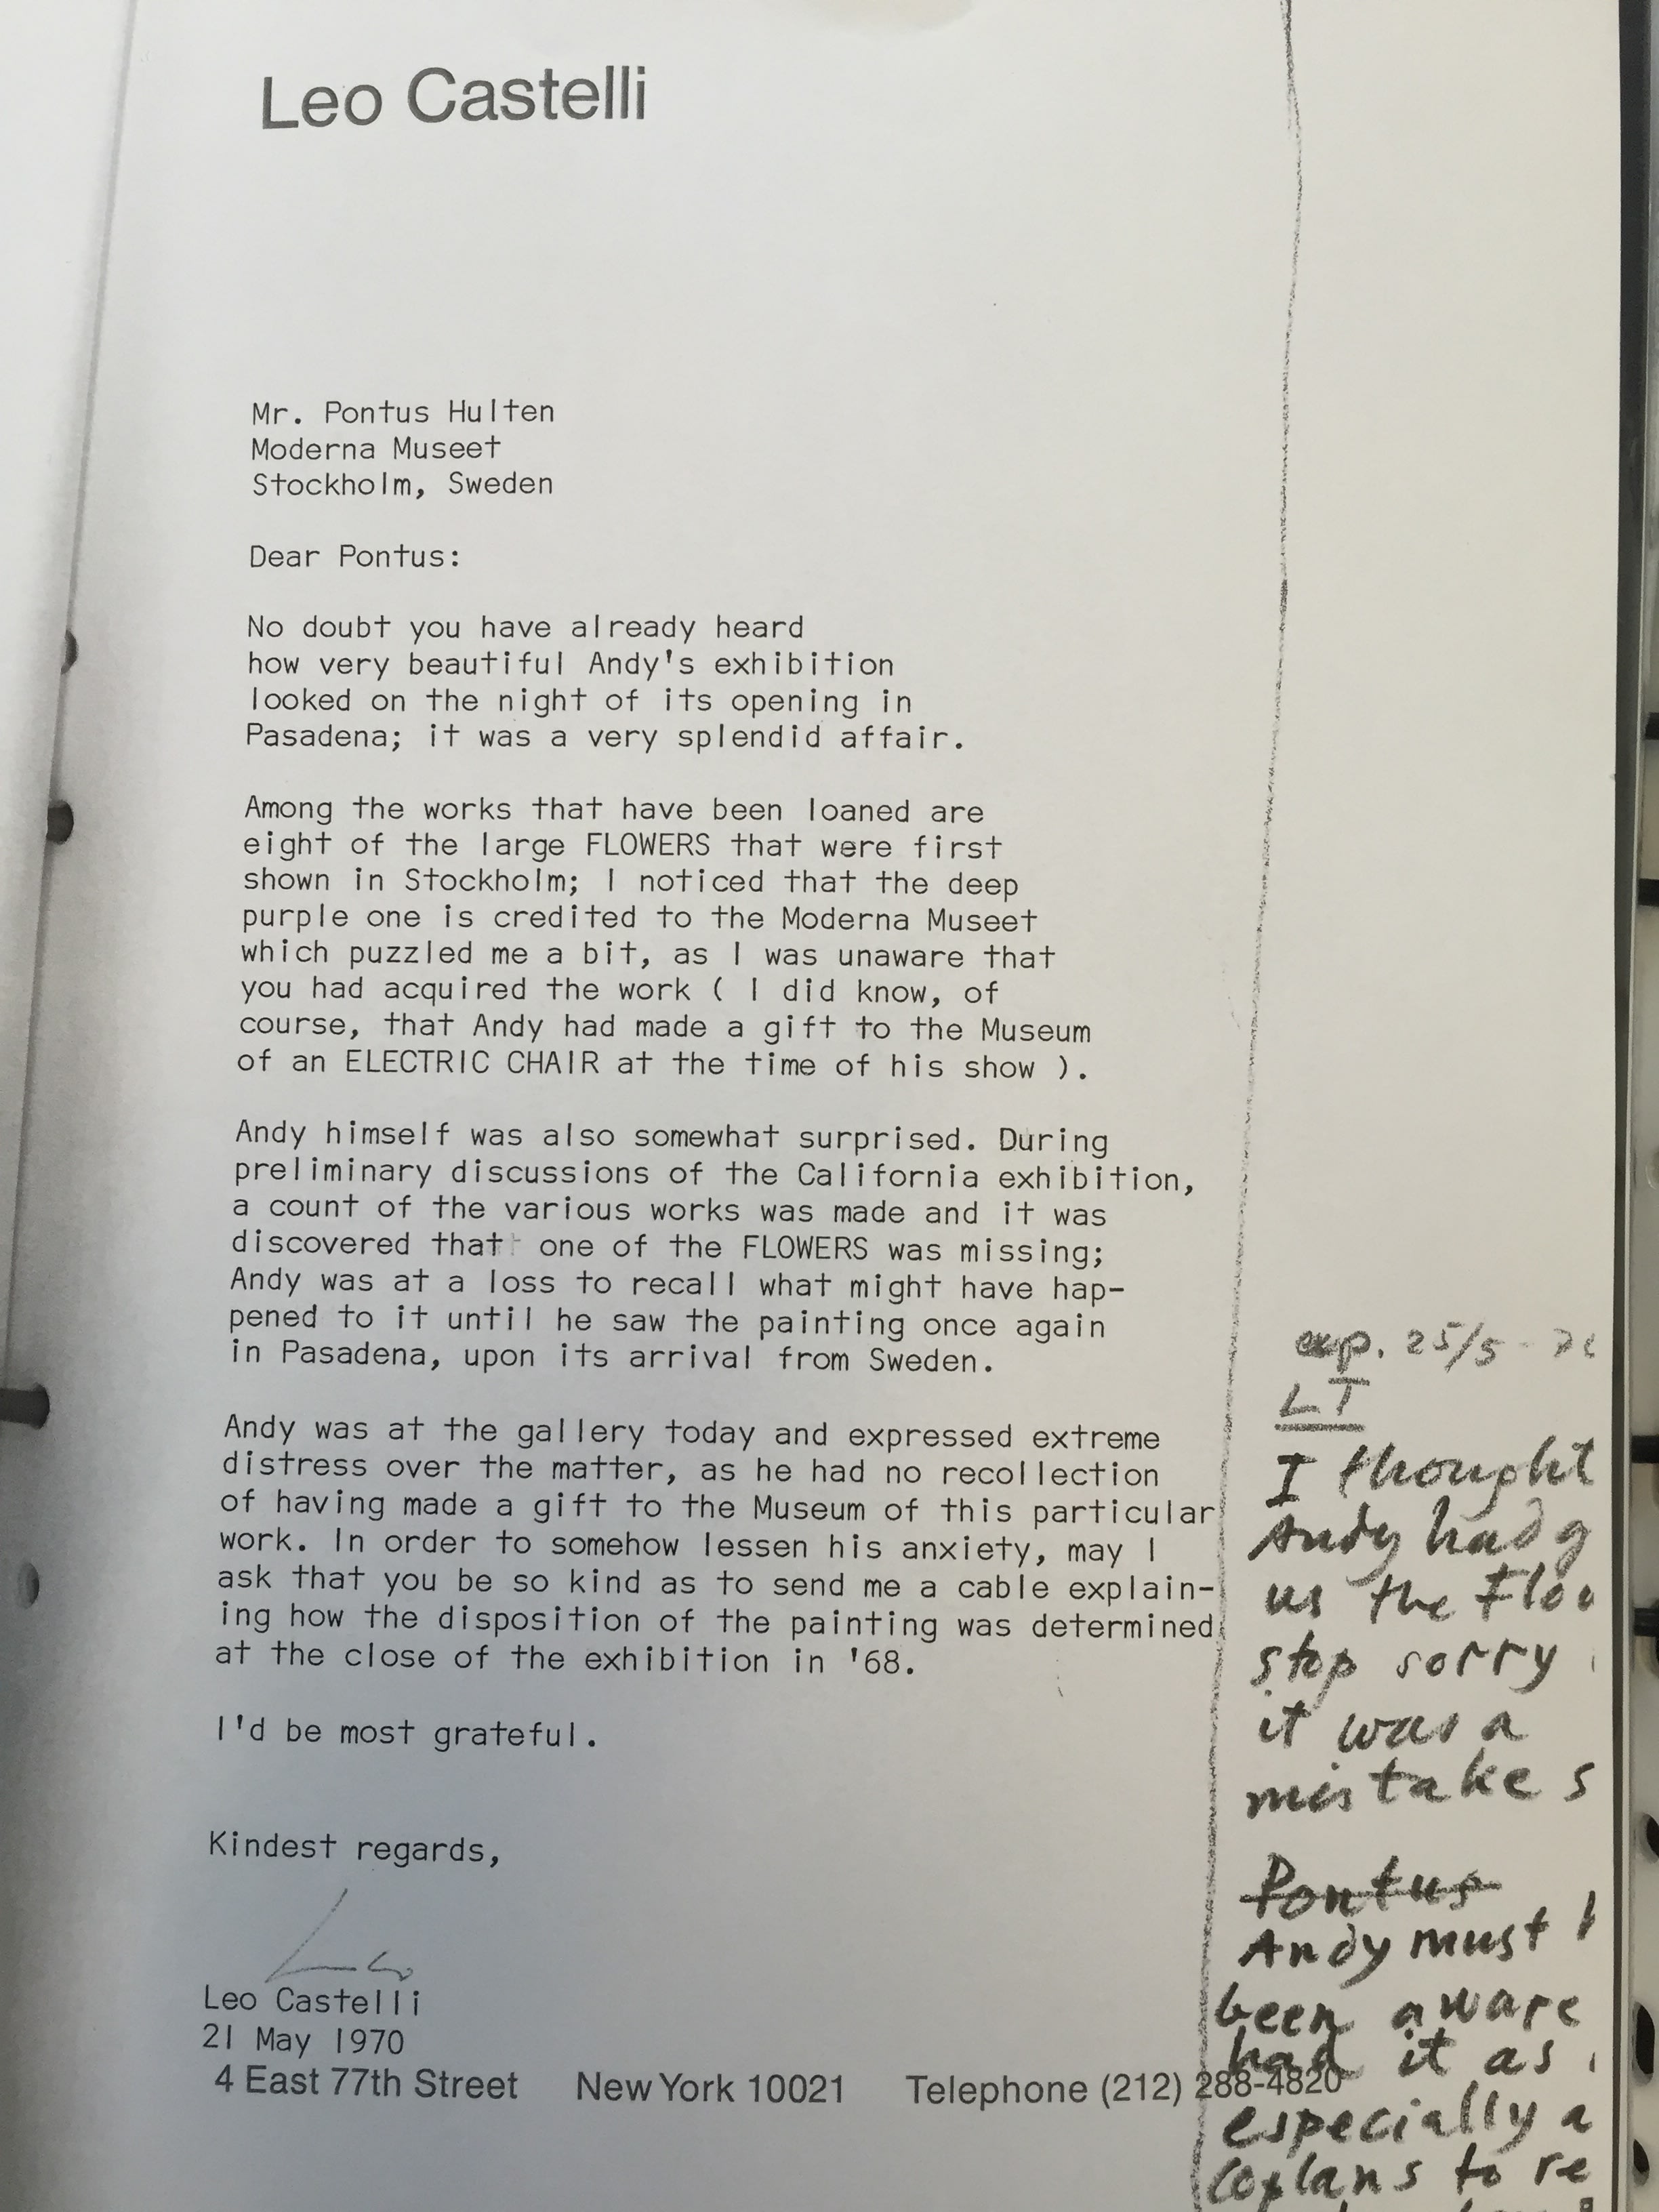 Leo Castelli
Mr. Pontus Hulten
Moderna Museet
Stockholm, Sweden
Dear Pontus:
No doubt you have already heard
how very beautiful Andy's exhibition
looked on the night of its opening in
Pasadena; it was a very splendid affair.
Among the works that have been loaned are
eight of the large FLOWERS that were first
shown in Stockholm; I noticed that the deep
purple one is credited to the Moderna Museet
which puzzled me a bit, as I was unaware that
you had acquired the work ( I did know, of
course, that Andy had made a gift to the Museum
of an ELECTRIC CHAIR at the time of his show ).
Andy himself was also somewhat surprised. During
preliminary discussions of the California exhibition,
a count of the various works was made and it was
discovered that one of the FLOWERS was missing;
Andy was at a loss to recall what might have hap-
pened to it until he saw the painting once again
in Pasadena, upon its arrival from Sweden.
Andy was at the gallery today and expressed extreme
distress over the matter, as he had no recollection
of having made a gift to the Museum of this particular
work. In order to somehow lessen his anxiety, may I
ask that you be so kind as to send me a cable explain-
ing how the disposition of the painting was determined
at the close of the exhibition in '68.
I'd be most grateful.
Kindest regards,
Leo
Leo Castelli
21 May 1970
4 East 77th Street New York 10021 Telephone (212) 288-4820
exp. 25/5 - 7
LT
I thought
Andy had g
us the Flow
stop sorry
it was a
mistake s
Pontus
Andy must h
been aware
had it as
especially a
Coplans to re